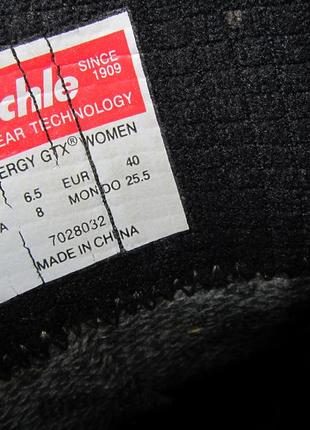 chle
SINCE
1909
EAR TECHNOLOGY
ERGY GTX® WOMEN
6.5 EUR 40
A 8 MONDO 25.5
7028032
MADE IN CHINA